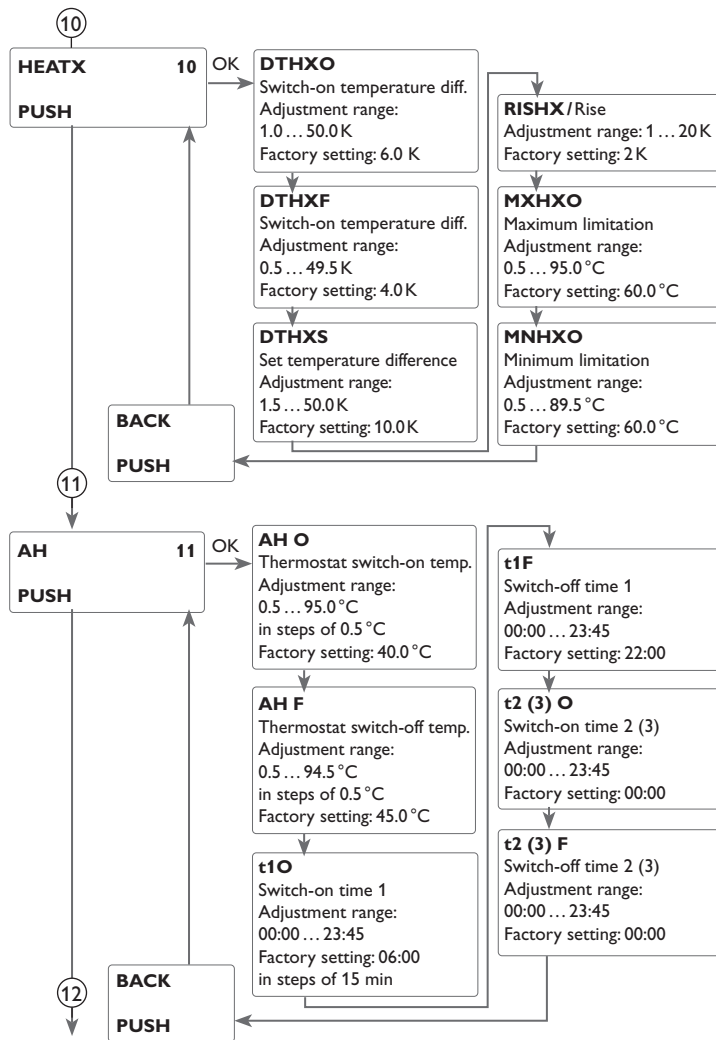 10
HEATX 10
PUSH
OK
DTHXO
Switch-on temperature diff.
Adjustment range:
1.0 … 50.0 K
Factory setting: 6.0 K
DTHXF
Switch-on temperature diff.
Adjustment range:
0.5 … 49.5 K
Factory setting: 4.0 K
DTHXS
Set temperature difference
Adjustment range:
1.5 … 50.0 K
Factory setting: 10.0 K
RISHX / Rise
Adjustment range: 1 … 20 K
Factory setting: 2 K
MXHXO
Maximum limitation
Adjustment range:
0.5 … 95.0 °C
Factory setting: 60.0 °C
MNHXO
Minimum limitation
Adjustment range:
0.5 … 89.5 °C
Factory setting: 60.0 °C
BACK
PUSH
11
AH 11
PUSH
OK
AH O
Thermostat switch-on temp.
Adjustment range:
0.5 … 95.0 °C
in steps of 0.5 °C
Factory setting: 40.0 °C
AH F
Thermostat switch-off temp.
Adjustment range:
0.5 … 94.5 °C
in steps of 0.5 °C
Factory setting: 45.0 °C
t1O
Switch-on time 1
Adjustment range:
00:00 … 23:45
Factory setting: 06:00
in steps of 15 min
t1F
Switch-off time 1
Adjustment range:
00:00 … 23:45
Factory setting: 22:00
t2 (3) O
Switch-on time 2 (3)
Adjustment range:
00:00 … 23:45
Factory setting: 00:00
t2 (3) F
Switch-off time 2 (3)
Adjustment range:
00:00 … 23:45
Factory setting: 00:00
BACK
PUSH
12